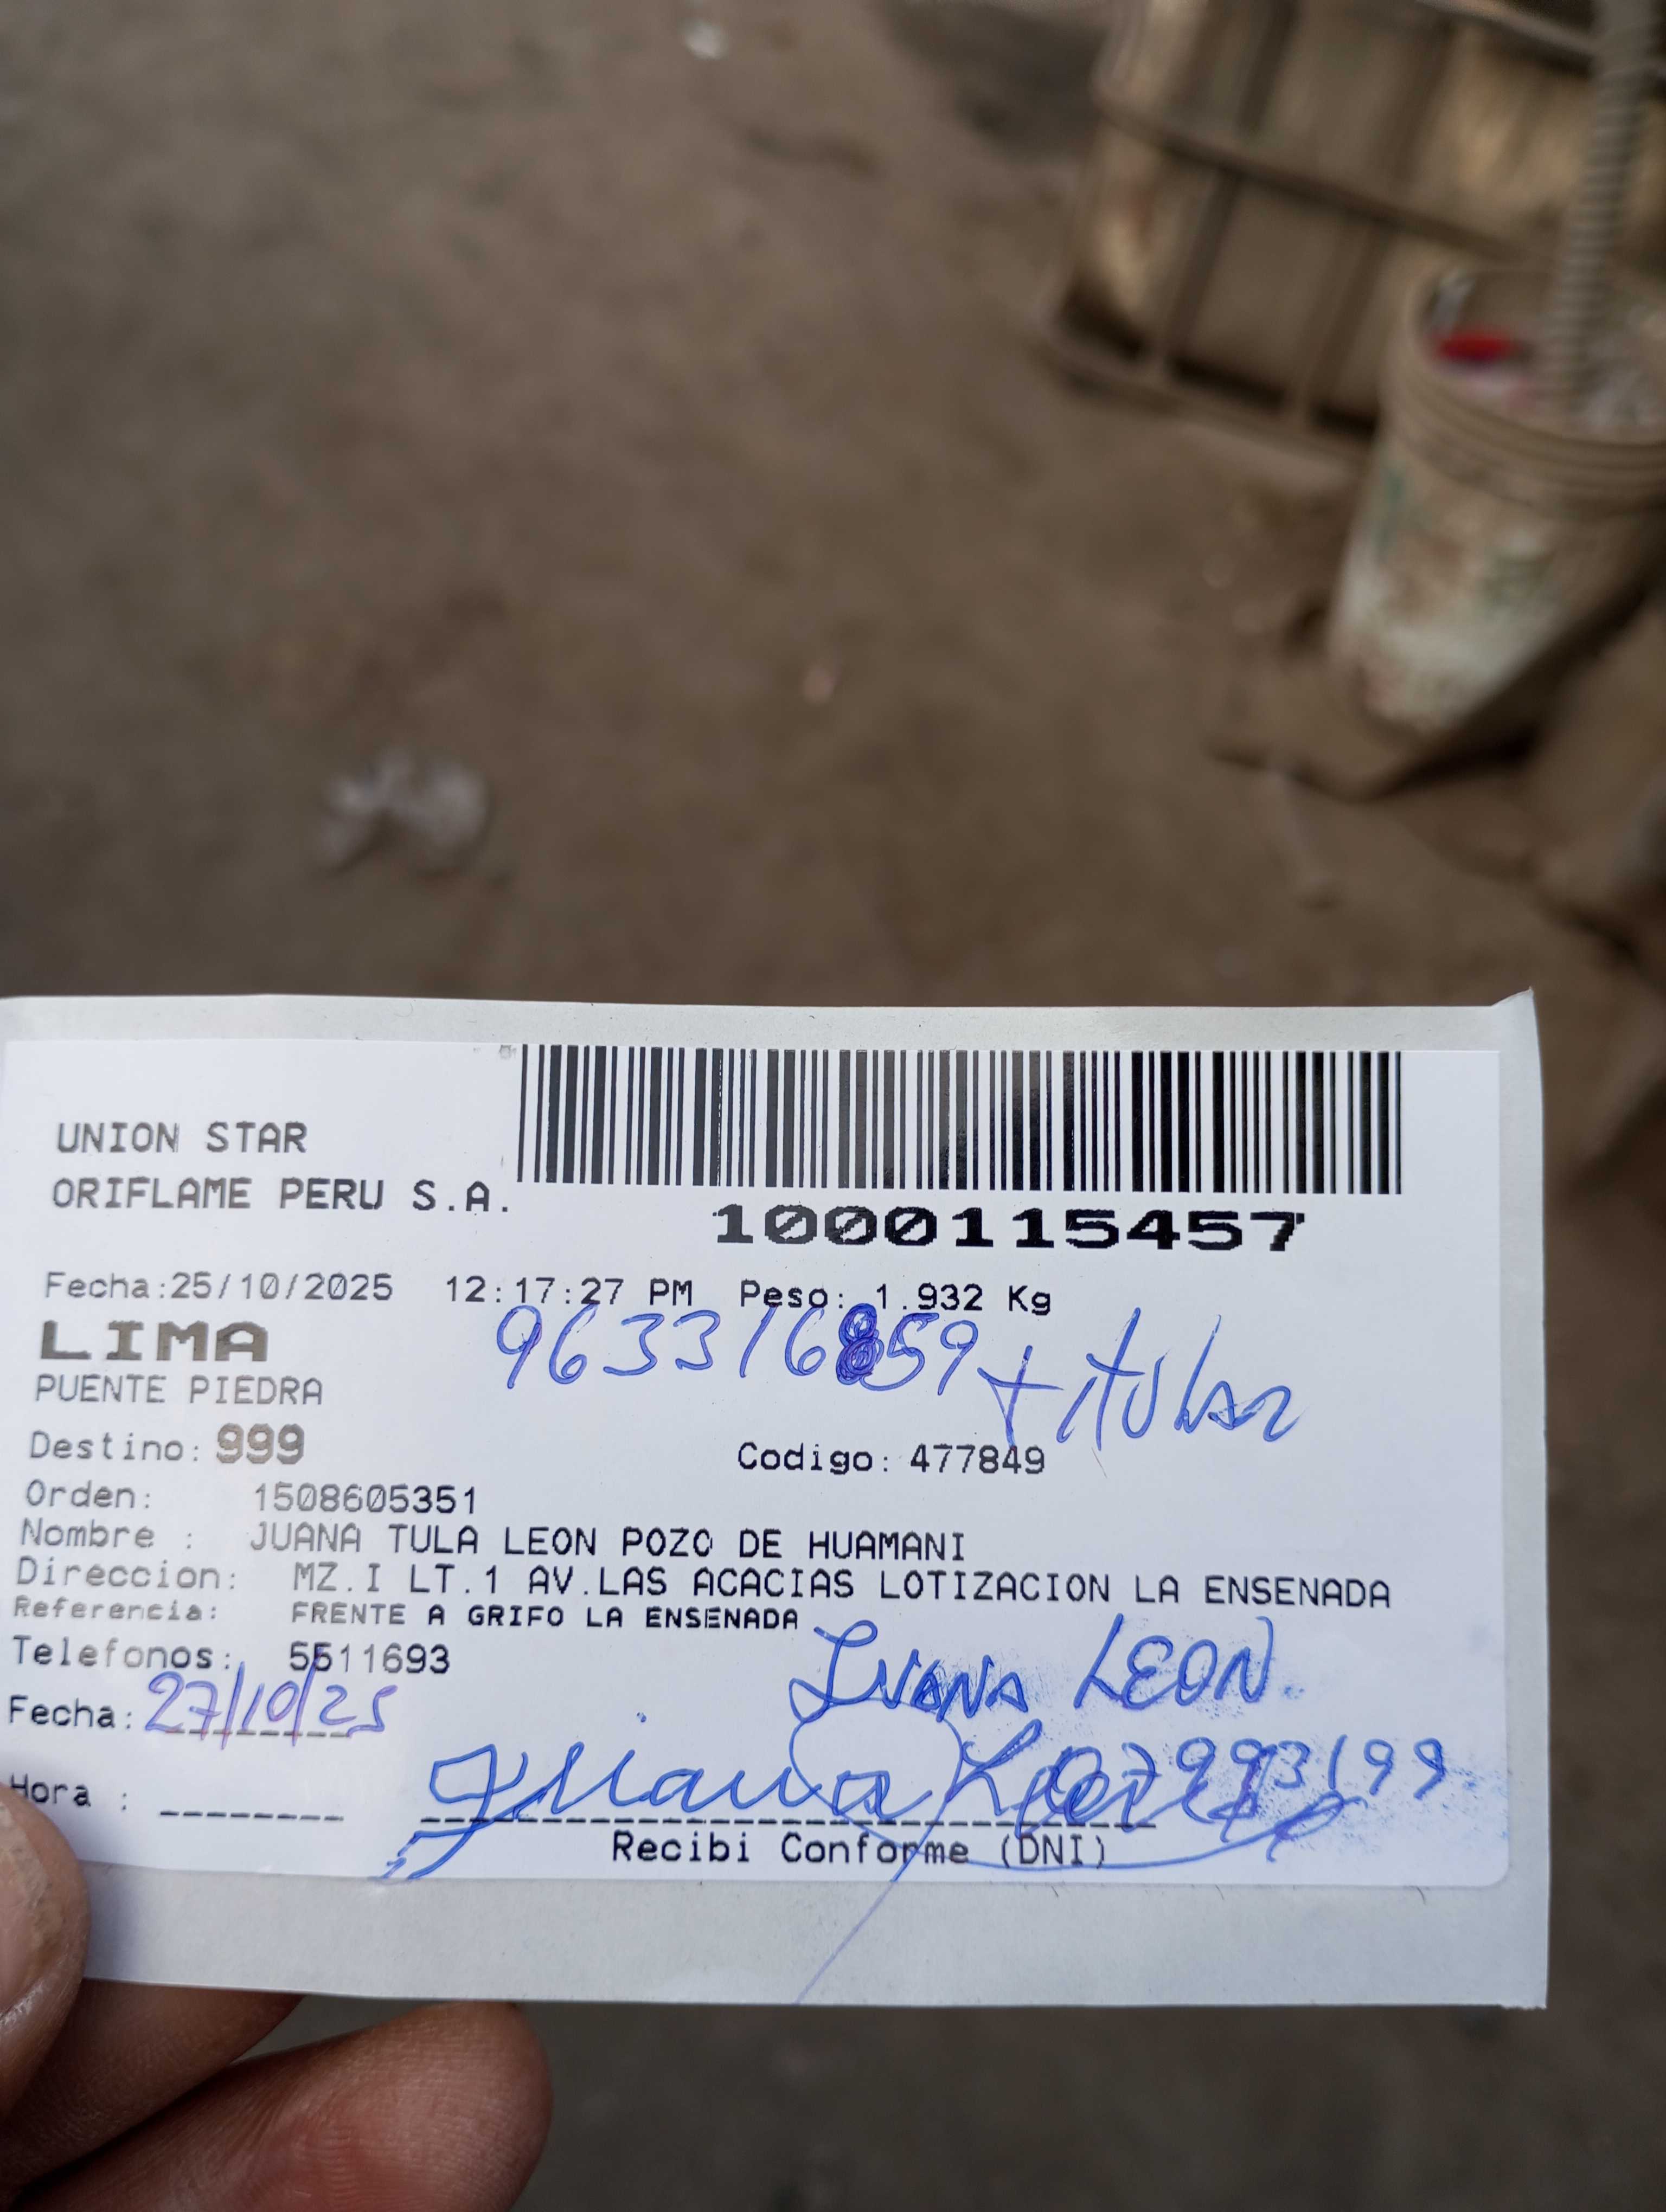 UNION STAR
ORIFLAME PERU S.A.
1000115457
Fecha:25/10/2025 12:17:27 PM Peso: 1.932 Kg
LIMA
963316859 titular
PUENTE PIEDRA
Destino: 999
Codigo: 477849
Orden: 1508605351
Nombre : JUANA TULA LEON POZO DE HUAMANI
Direccion: MZ.I LT.1 AV.LAS ACACIAS LOTIZACION LA ENSENADA
Referencia: FRENTE A GRIFO LA ENSENADA
Telefonos: 5511693
JUANA LEON
Fecha: 27/10/25
07993199
Hora : --------
Recibi Conforme (DNI)